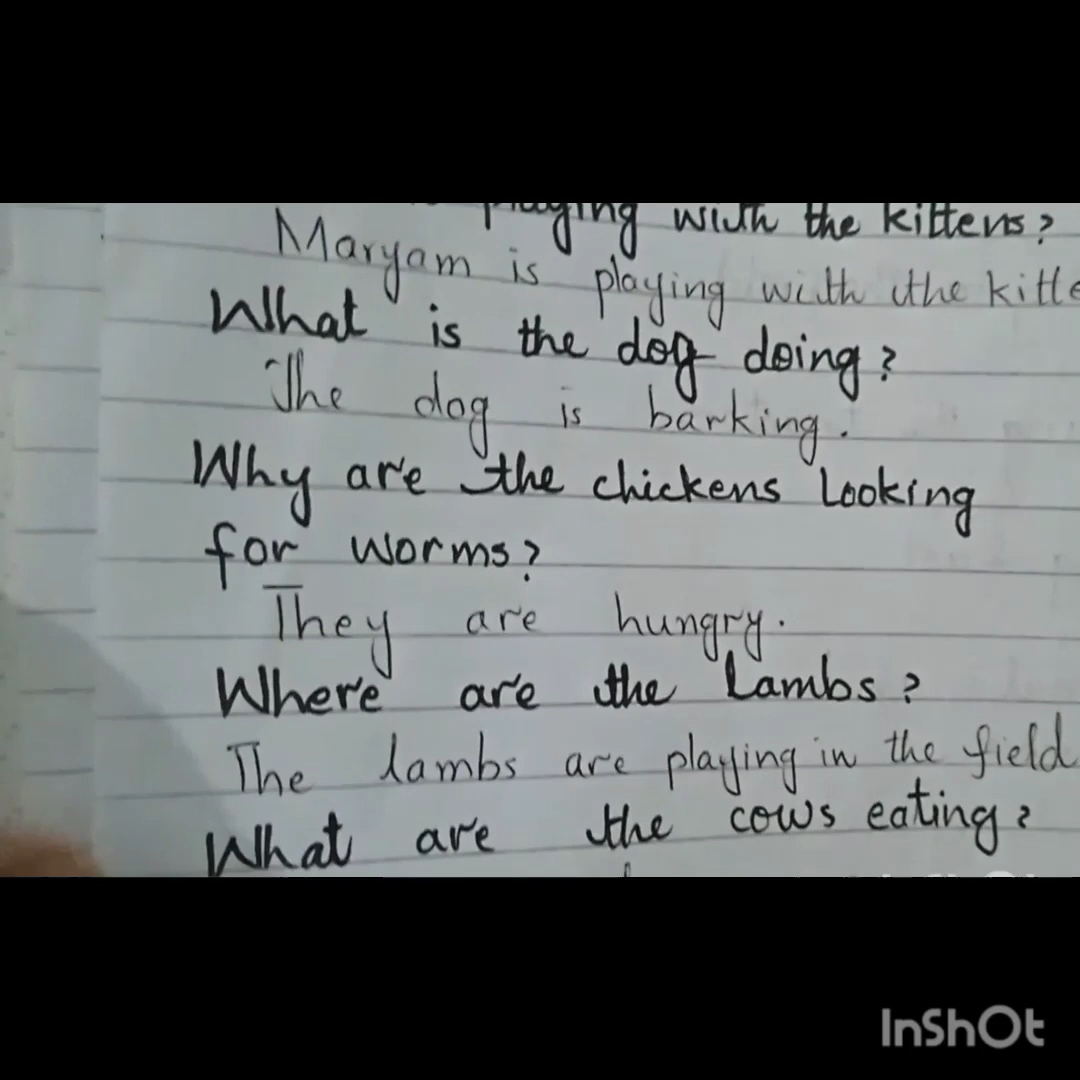 playing with the kittens?
Maryam is playing with the
What is the dog doing?
The dog is barking.
Why are the chickens looking
for worms?
They are hungry.
Where are the lambs?
The lambs are playing in the field
What are the cows eating?
InShOt